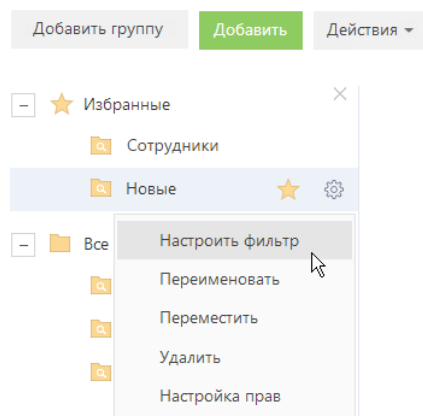 Добавить группу
Добавить
Действия
Избранные
Сотрудники
Новые
Все
Настроить фильтр
Переименовать
Переместить
Удалить
Настройка прав